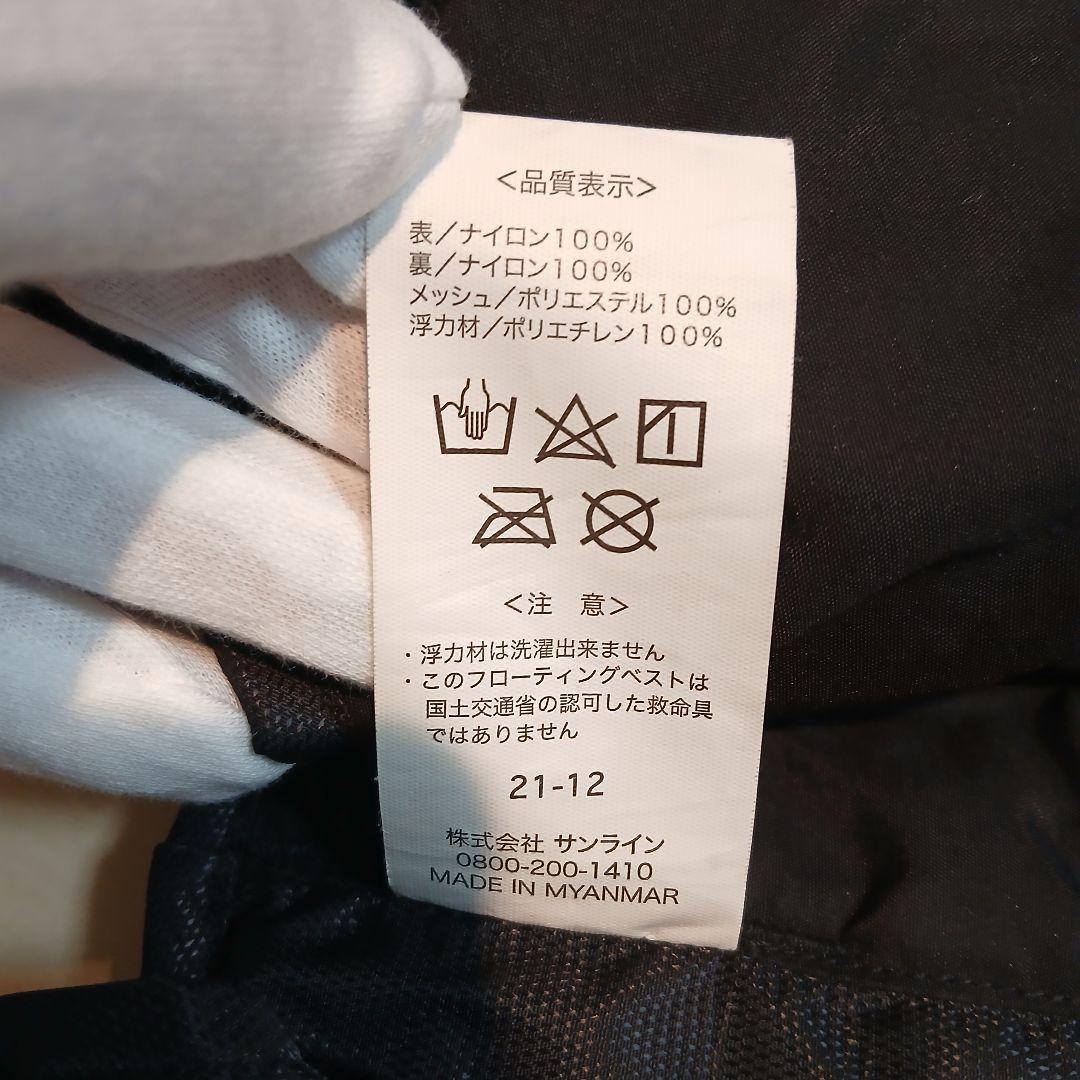 <品質表示>
表/ナイロン100%
裏/ナイロン100%
メッシュ/ポリエステル100%
浮力材/ポリエチレン100%
<注 意>
・浮力材は洗濯出来ません
・このフローティングベストは
国土交通省の認可した救命具
ではありません
21-12
株式会社 サンライン
0800-200-1410
MADE IN MYANMAR